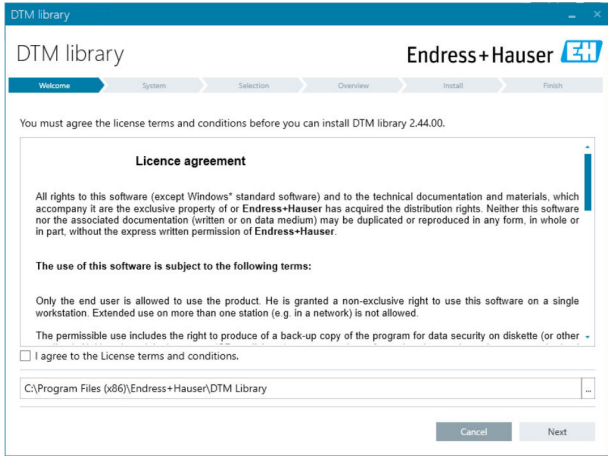 DTM library
DTM library
Endress+Hauser EH
Welcome
System
Selection
Overview
Install
Finish
You must agree the license terms and conditions before you can install DTM library 2.44.00.
Licence agreement
All rights to this software (except Windows* standard software) and to the technical documentation and materials, which
accompany it are the exclusive property of or Endress+Hauser has acquired the distribution rights. Neither this software
nor the associated documentation (written or on data medium) may be duplicated or reproduced in any form, in whole or
in part, without the express written permission of Endress+Hauser.
The use of this software is subject to the following terms:
Only the end user is allowed to use the product. He is granted a non-exclusive right to use this software on a single
workstation. Extended use on more than one station (e.g. in a network) is not allowed.
The permissible use includes the right to produce of a back-up copy of the program for data security on diskette (or other
I agree to the License terms and conditions.
C:\Program Files (x86)\Endress+Hauser\DTM Library
...
Cancel
Next